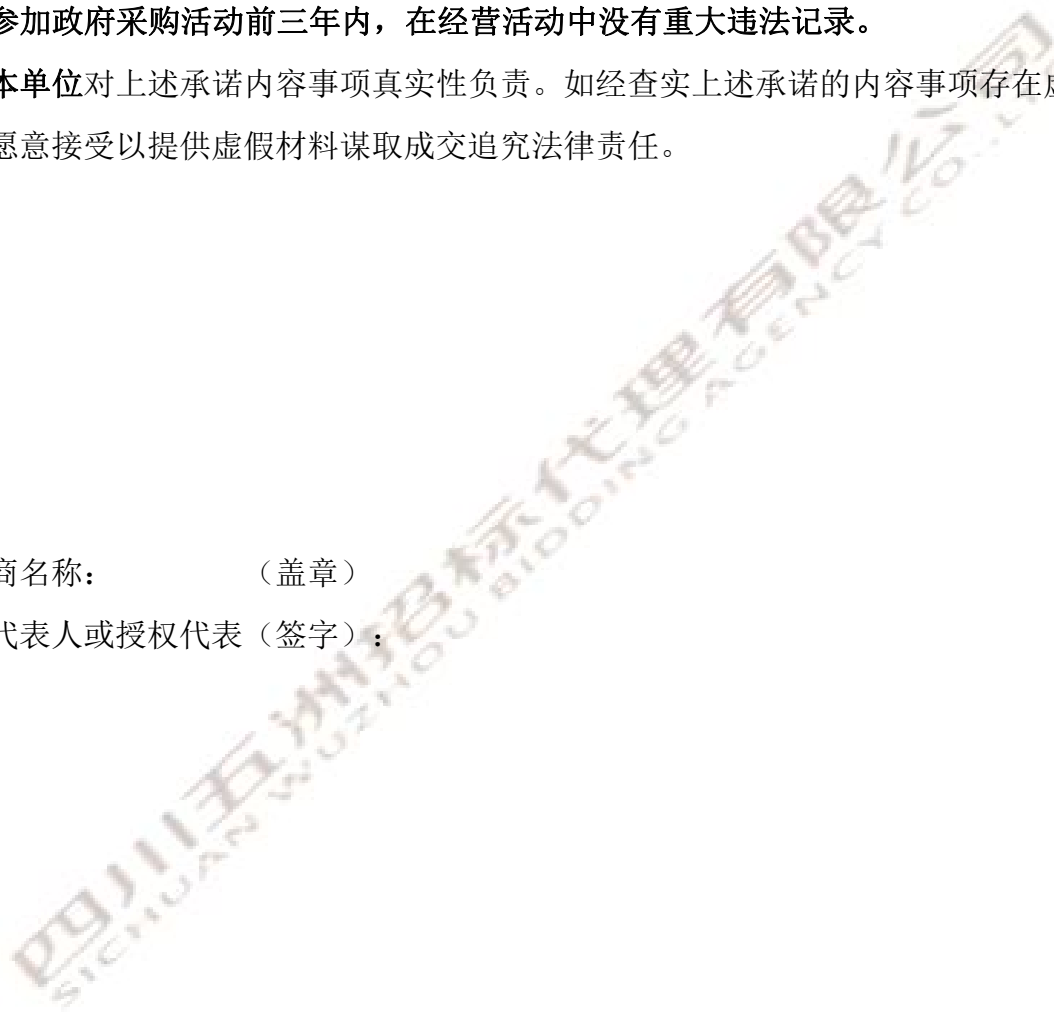 参加政府采购活动前三年内，在经营活动中没有重大违法记录。
本单位对上述承诺内容事项真实性负责。如经查实上述承诺的内容事项存在虚
愿意接受以提供虚假材料谋取成交追究法律责任。
商名称：（盖章）
代表人或授权代表（签字）：
四川五洲招标代理有限公司
SICHUAN WUZHOU BIDDING AGENCY CO.,LT